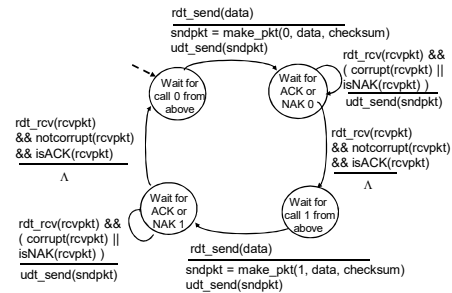 rdt_send(data)
sndpkt = make_pkt(0, data, checksum)
udt_send(sndpkt)
Wait for
call 0 from
above
Wait for
ACK or
NAK 0
rdt_rcv(rcvpkt) &&
( corrupt(rcvpkt) ||
isNAK(rcvpkt) )
udt_send(sndpkt)
rdt_rcv(rcvpkt)
&& notcorrupt(rcvpkt)
&& isACK(rcvpkt)
Λ
rdt_rcv(rcvpkt)
&& notcorrupt(rcvpkt)
&& isACK(rcvpkt)
Λ
Wait for
ACK or
NAK 1
Wait for
call 1 from
above
rdt_rcv(rcvpkt) &&
( corrupt(rcvpkt) ||
isNAK(rcvpkt) )
udt_send(sndpkt)
rdt_send(data)
sndpkt = make_pkt(1, data, checksum)
udt_send(sndpkt)